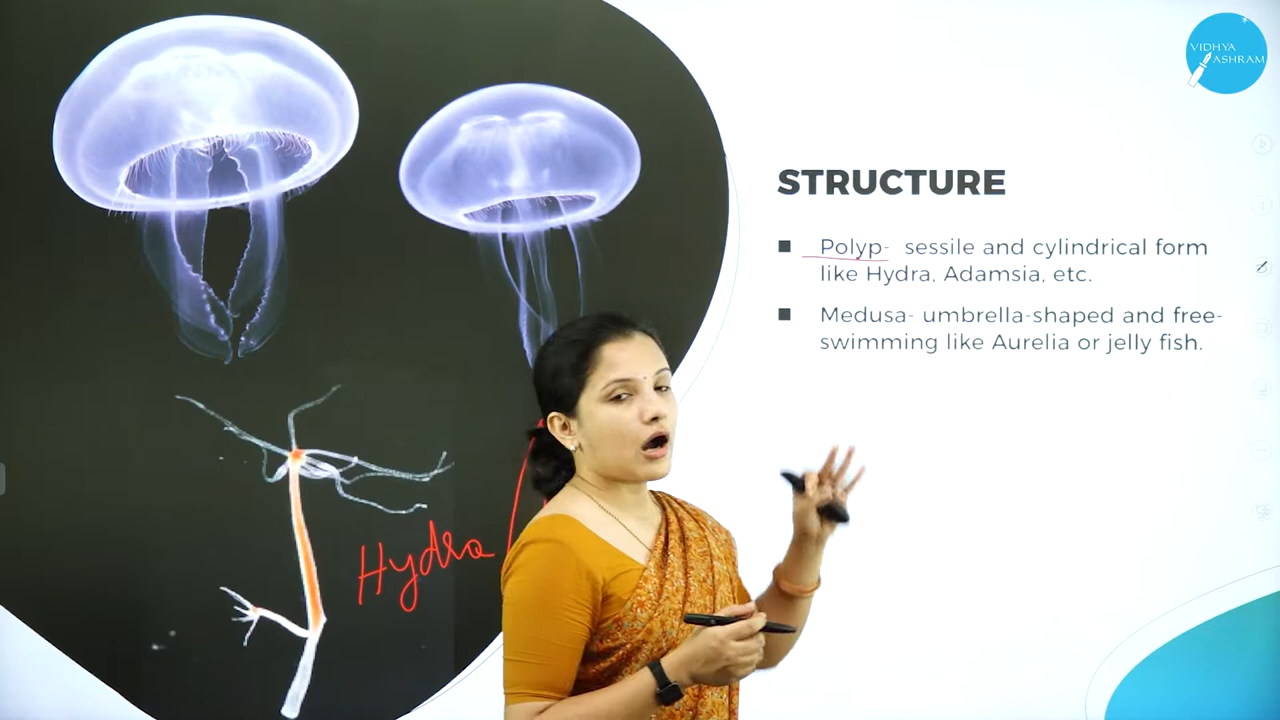 VIDHYA
ASHRAM
STRUCTURE
Polyp- sessile and cylindrical form
like Hydra, Adamsia, etc.
Medusa- umbrella-shaped and free-
swimming like Aurelia or jelly fish.
Hydra